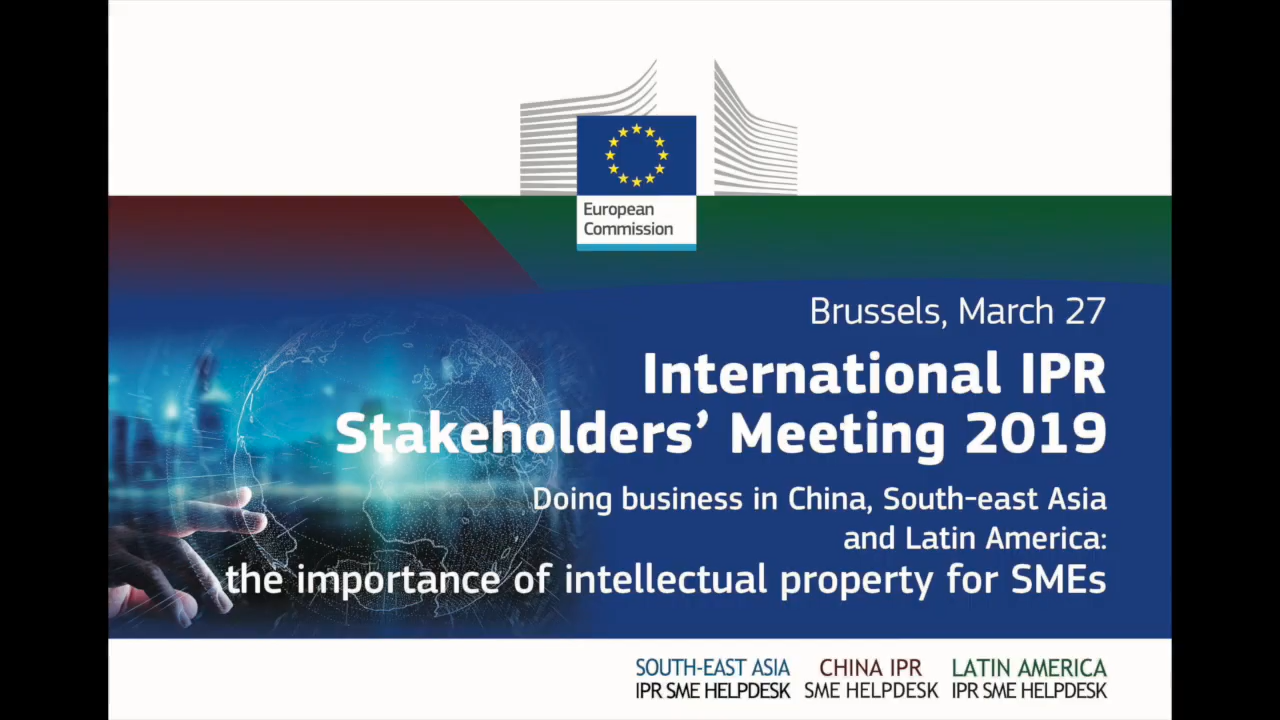 European
Commission
Brussels, March 27
International IPR
Stakeholders’ Meeting 2019
Doing business in China, South-east Asia
and Latin America:
the importance of intellectual property for SMEs
SOUTH-EAST ASIA
IPR SME HELPDESK
CHINA IPR
SME HELPDESK
LATIN AMERICA
IPR SME HELPDESK